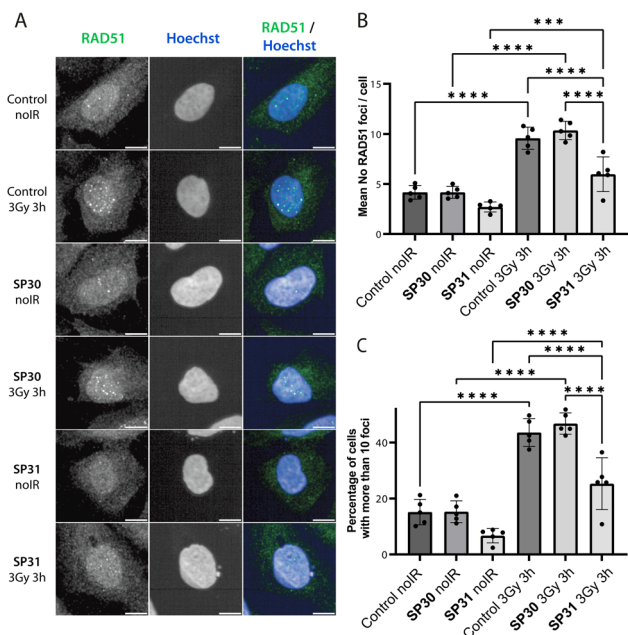 A
RAD51
Hoechst
RAD51 /
Hoechst
Control
noIR
Control
3Gy 3h
SP30
noIR
SP30
3Gy 3h
SP31
noIR
SP31
3Gy 3h
B
Mean No RAD51 foci / cell
15
10
5
0
***
****
****
****
****
Control noIR
SP30 noIR
SP31 noIR
Control 3Gy 3h
SP30 3Gy 3h
SP31 3Gy 3h
C
Percentage of cells
with more than 10 foci
40
20
0
****
****
****
****
****
Control noIR
SP30 noIR
SP31 noIR
Control 3Gy 3h
SP30 3Gy 3h
SP31 3Gy 3h